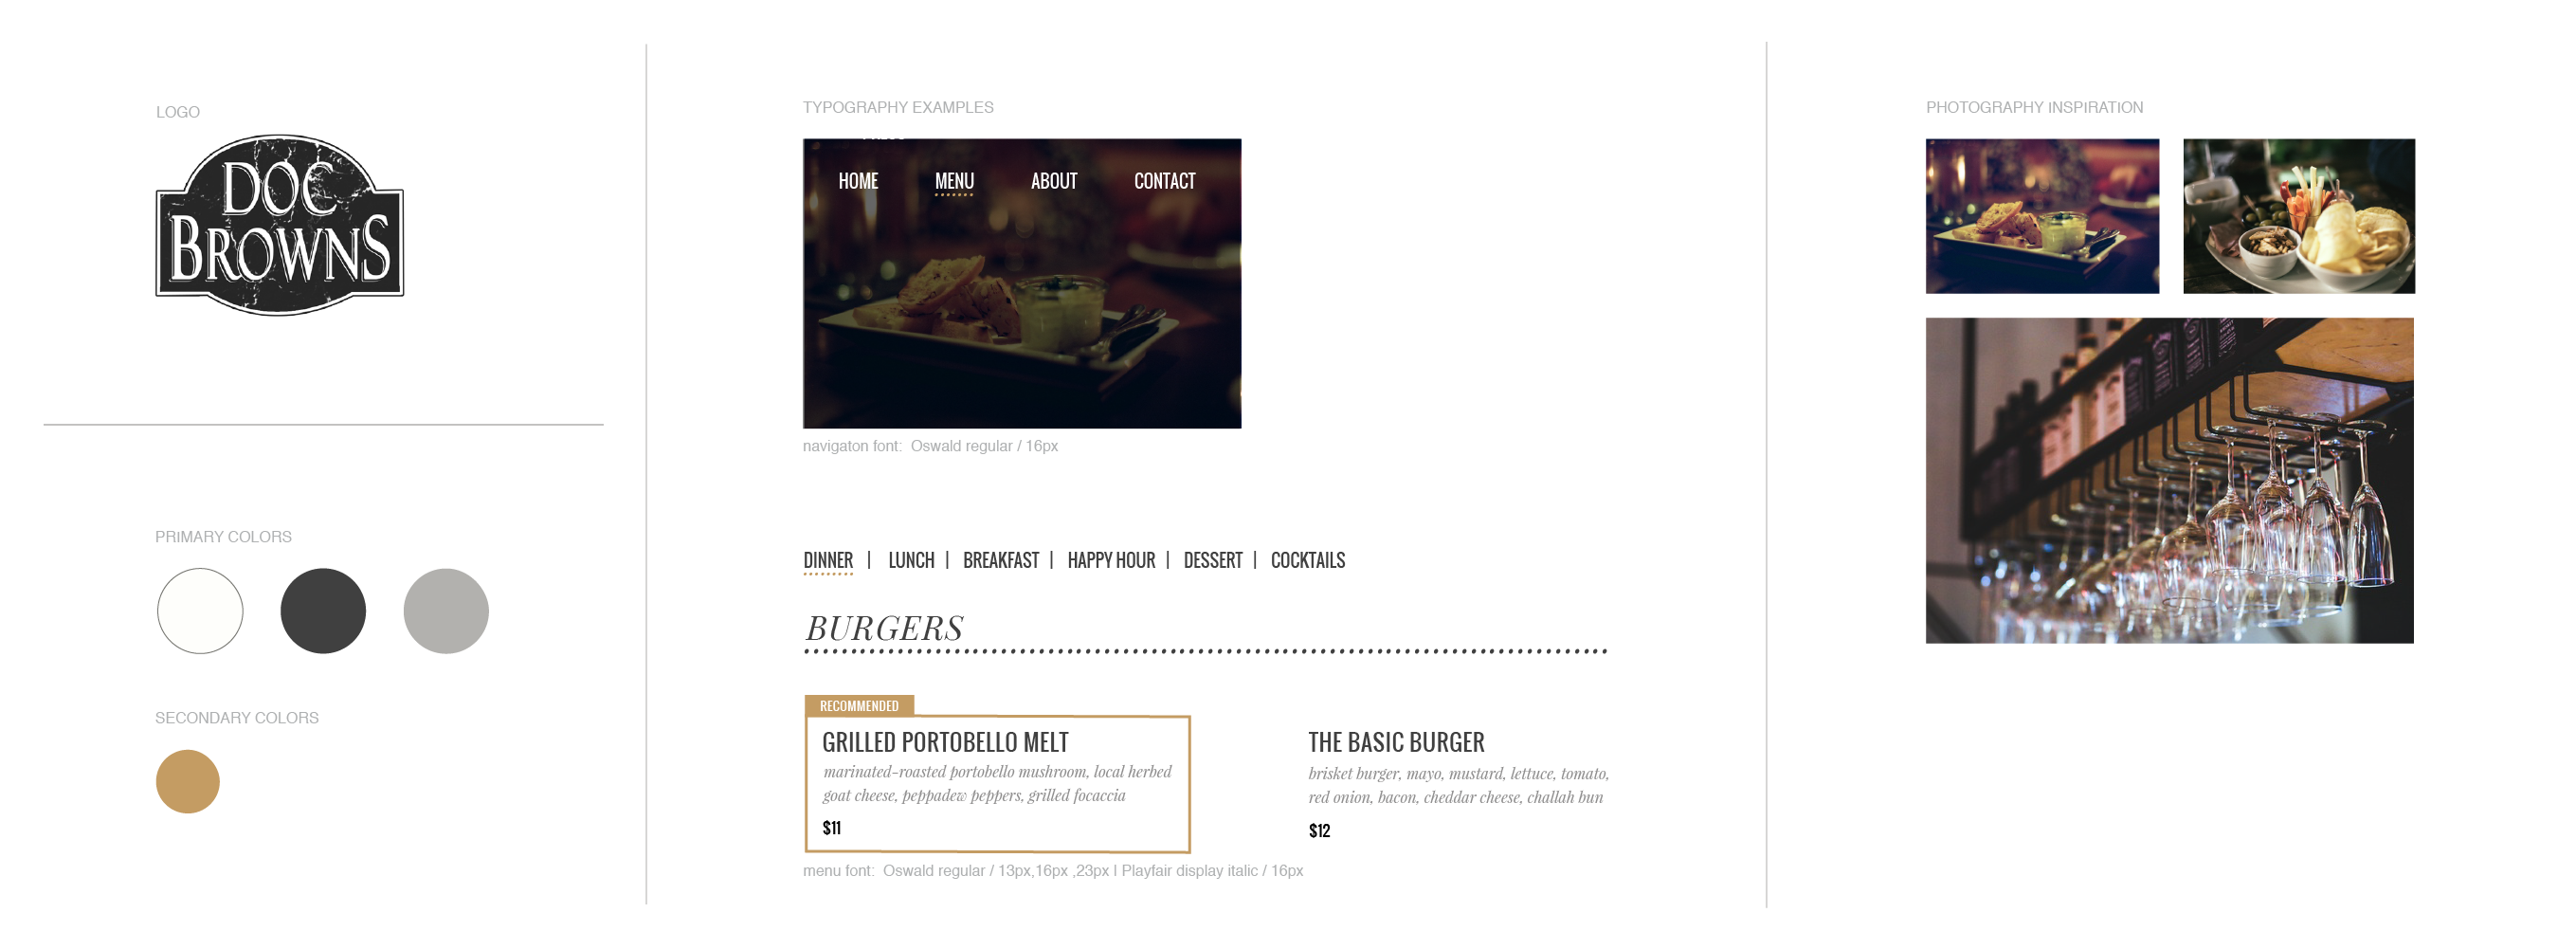 LOGO
DOC
BROWNS
PRIMARY COLORS
SECONDARY COLORS
TYPOGRAPHY EXAMPLES
HOME MENU ABOUT CONTACT
navigaton font: Oswald regular / 16px
DINNER | LUNCH | BREAKFAST | HAPPY HOUR | DESSERT | COCKTAILS
BURGERS
RECOMMENDED
GRILLED PORTOBELLO MELT
marinated-roasted portobello mushroom, local herbed
goat cheese, peppadew peppers, grilled focaccia
$11
THE BASIC BURGER
brisket burger, mayo, mustard, lettuce, tomato,
red onion, bacon, cheddar cheese, challah bun
$12
menu font: Oswald regular / 13px,16px ,23px | Playfair display italic / 16px
PHOTOGRAPHY INSPIRATION